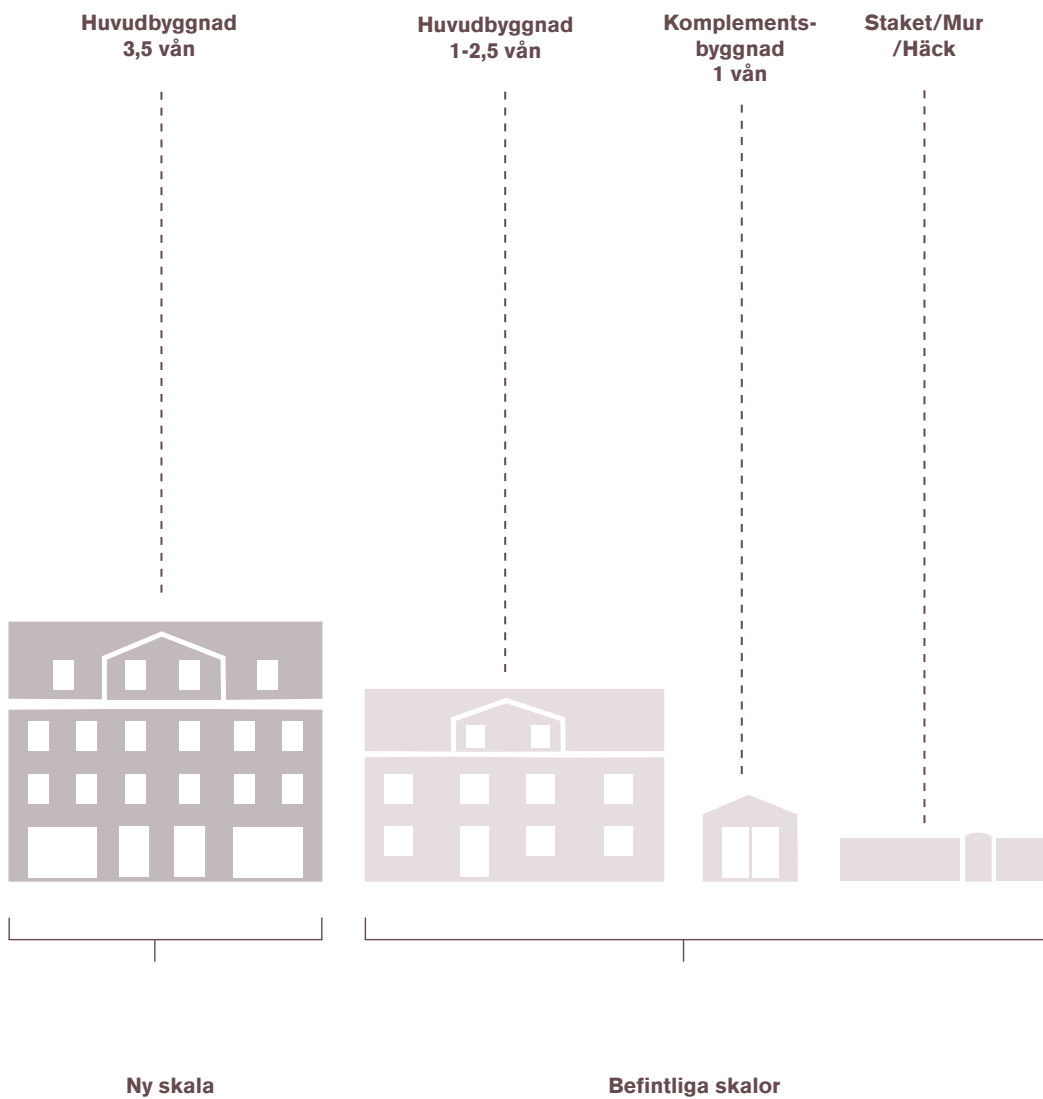 Huvudbyggnad
3,5 vån
Huvudbyggnad
1-2,5 vån
Komplements-
byggnad
1 vån
Staket/Mur
/Häck
Ny skala
Befintliga skalor